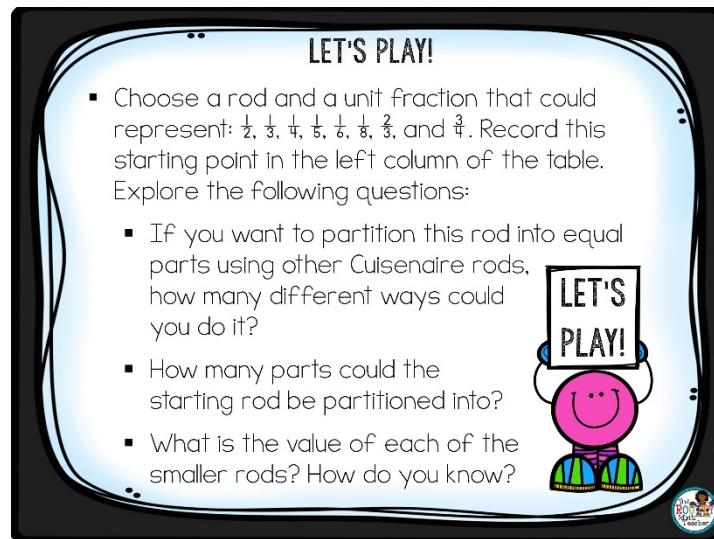 LET'S PLAY!
▪ Choose a rod and a unit fraction that could
represent: 1/2, 1/3, 1/4, 1/5, 1/6, 1/8, 2/3, and 3/4. Record this
starting point in the left column of the table.
Explore the following questions:
▪ If you want to partition this rod into equal
parts using other Cuisenaire rods,
how many different ways could
you do it?
▪ How many parts could the
starting rod be partitioned into?
▪ What is the value of each of the
smaller rods? How do you know?
LET'S
PLAY!
The
Math
Teacher